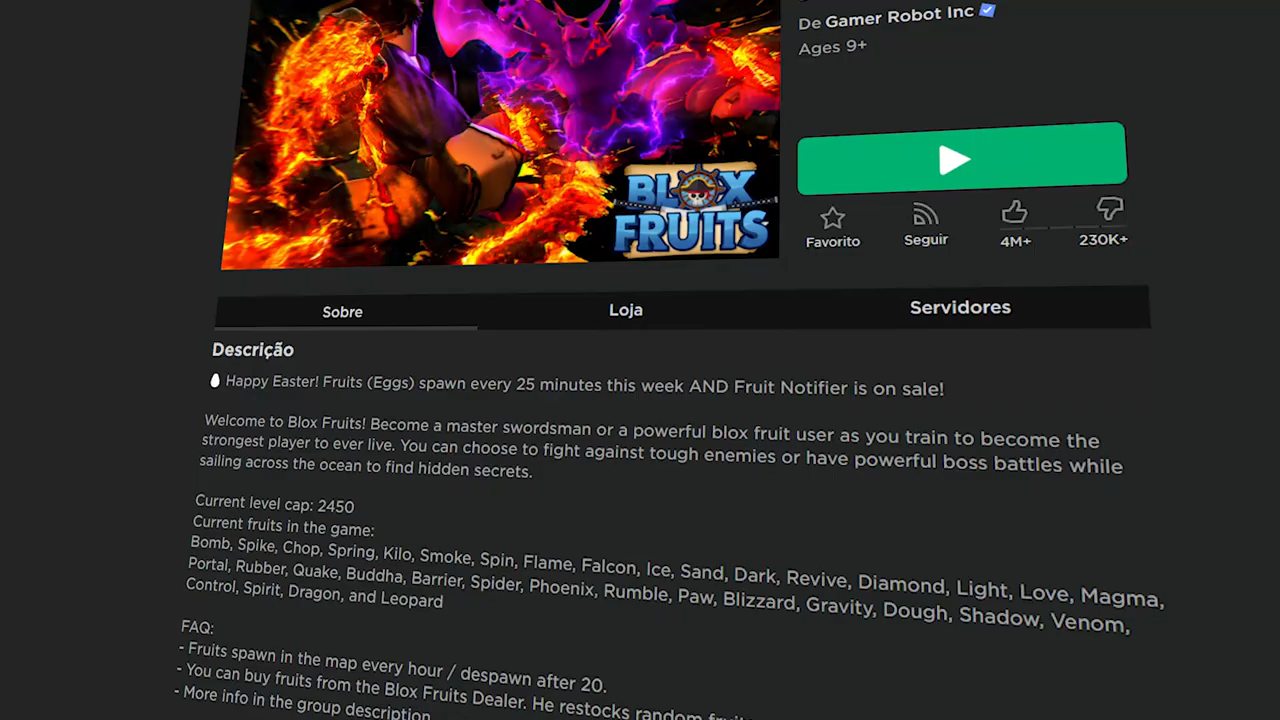 De Gamer Robot Inc
Ages 9+
BLOX
FRUITS
Favorito
Seguir
4M+
230K+
Sobre
Loja
Servidores
Descrição
Happy Easter! Fruits (Eggs) spawn every 25 minutes this week AND Fruit Notifier is on sale!
Welcome to Blox Fruits! Become a master swordsman or a powerful blox fruit user as you train to become the
strongest player to ever live. You can choose to fight against tough enemies or have powerful boss battles while
sailing across the ocean to find hidden secrets.
Current level cap: 2450
Current fruits in the game:
Bomb, Spike, Chop, Spring, Kilo, Smoke, Spin, Flame, Falcon, Ice, Sand, Dark, Revive, Diamond, Light, Love, Magma,
Portal, Rubber, Quake, Buddha, Barrier, Spider, Phoenix, Rumble, Paw, Blizzard, Gravity, Dough, Shadow, Venom,
Control, Spirit, Dragon, and Leopard
FAQ:
- Fruits spawn in the map every hour / despawn after 20.
- You can buy fruits from the Blox Fruits Dealer. He restocks random
- More info in the group description